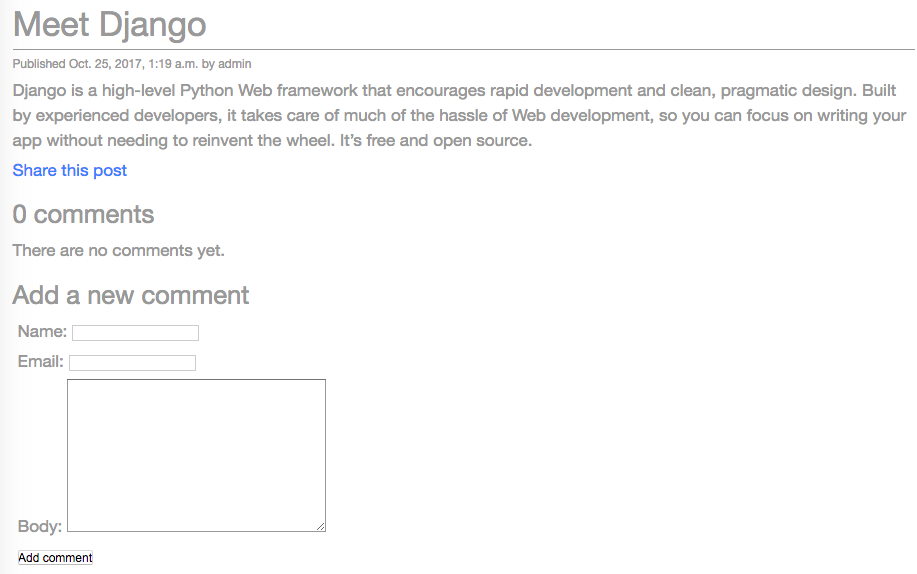 Meet Django
Published Oct. 25, 2017, 1:19 a.m. by admin
Django is a high-level Python Web framework that encourages rapid development and clean, pragmatic design. Built
by experienced developers, it takes care of much of the hassle of Web development, so you can focus on writing your
app without needing to reinvent the wheel. It’s free and open source.
Share this post
0 comments
There are no comments yet.
Add a new comment
Name:
Email:
Body:
Add comment